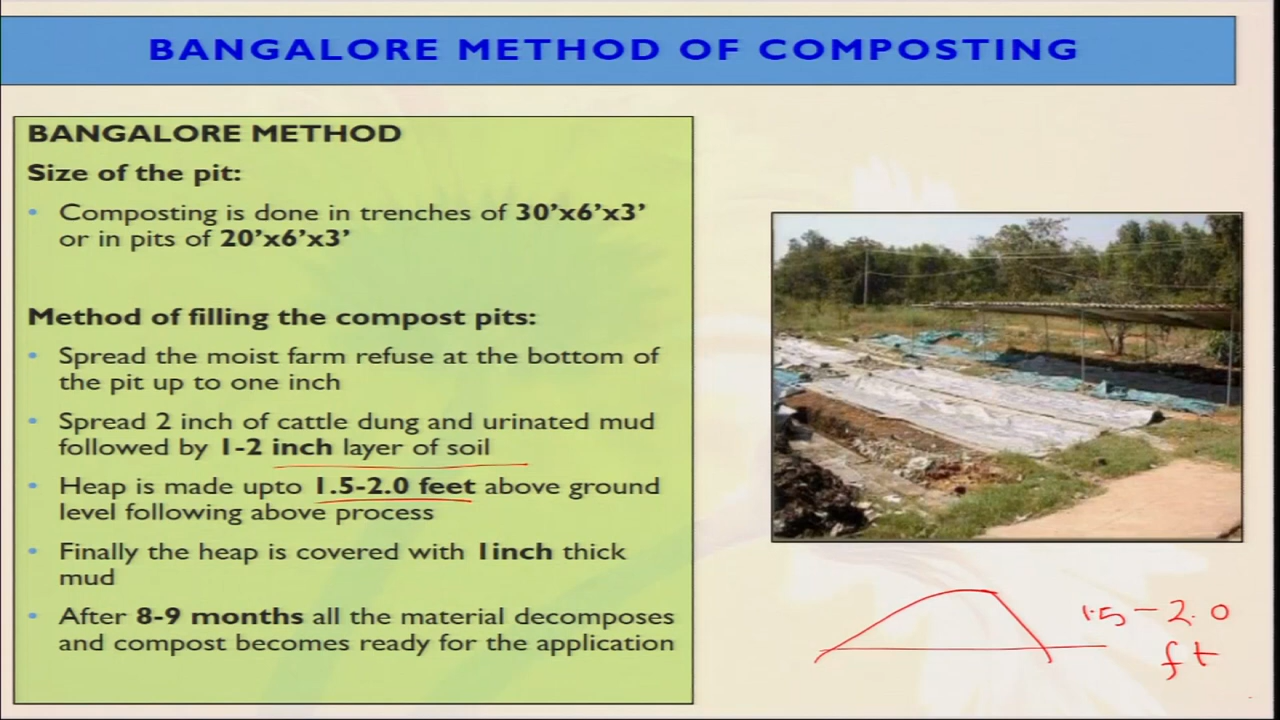 BANGALORE METHOD OF COMPOSTING
BANGALORE METHOD
Size of the pit:
• Composting is done in trenches of 30’x6’x3’
or in pits of 20’x6’x3’
Method of filling the compost pits:
• Spread the moist farm refuse at the bottom of
the pit up to one inch
• Spread 2 inch of cattle dung and urinated mud
followed by 1-2 inch layer of soil
• Heap is made upto 1.5-2.0 feet above ground
level following above process
• Finally the heap is covered with 1inch thick
mud
• After 8-9 months all the material decomposes
and compost becomes ready for the application
1.5-2.0
ft